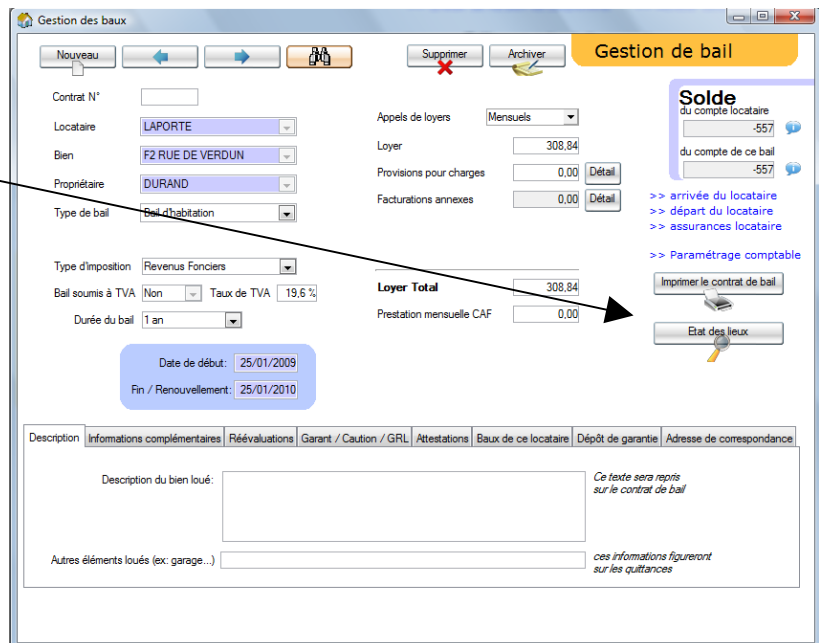 Gestion des baux
Nouveau
Supprimer
Archiver
Gestion de bail
Contrat N°
Locataire LAPORTE
Bien F2 RUE DE VERDUN
Propriétaire DURAND
Type de bail Bail d'habitation
Appels de loyers Mensuels
Loyer 308,84
Provisions pour charges 0,00 Détail
Facturations annexes 0,00 Détail
Solde
du compte locataire
-557
du compte de ce bail
-557
>> arrivée du locataire
>> départ du locataire
>> assurances locataire
>> Paramétrage comptable
Type d'imposition Revenus Fonciers
Bail soumis à TVA Non Taux de TVA 19,6 %
Durée du bail 1 an
Loyer Total 308,84
Prestation mensuelle CAF 0,00
Imprimer le contrat de bail
Etat des lieux
Date de début: 25/01/2009
Fin / Renouvellement: 25/01/2010
Description Informations complémentaires Réévaluations Garant / Caution / GRL Attestations Baux de ce locataire Dépôt de garantie Adresse de correspondance
Description du bien loué:
Ce texte sera repris
sur le contrat de bail
Autres éléments loués (ex: garage...)
ces informations figureront
sur les quittances